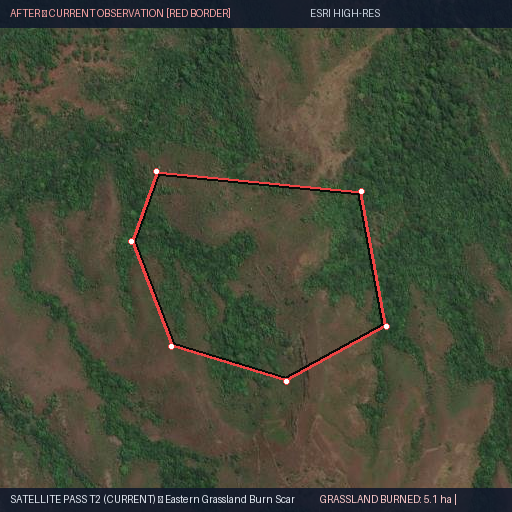 AFTER CURRENT OBSERVATION [RED BORDER]
ESRI HIGH-RES
SATELLITE PASS T2 (CURRENT) Eastern Grassland Burn Scar
GRASSLAND BURNED: 5.1 ha |